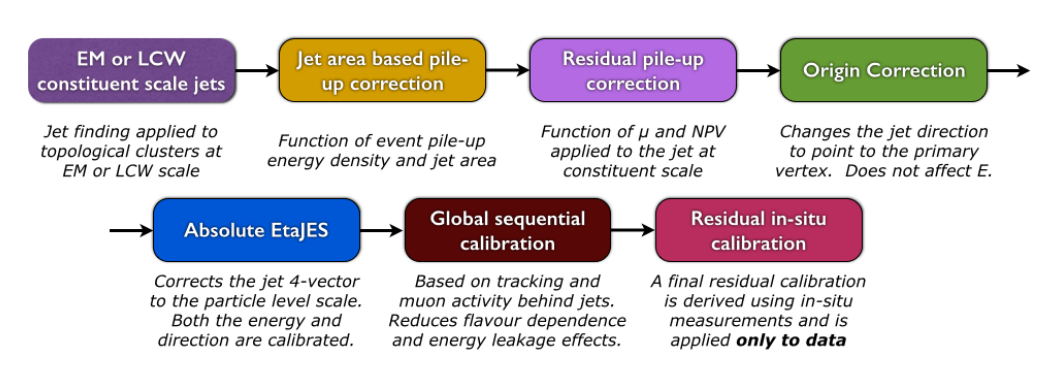 EM or LCW
constituent scale jets
Jet finding applied to
topological clusters at
EM or LCW scale
Jet area based pile-
up correction
Function of event pile-up
energy density and jet area
Residual pile-up
correction
Function of µ and NPV
applied to the jet at
constituent scale
Origin Correction
Changes the jet direction
to point to the primary
vertex. Does not affect E.
Absolute EtaJES
Corrects the jet 4-vector
to the particle level scale.
Both the energy and
direction are calibrated.
Global sequential
calibration
Based on tracking and
muon activity behind jets.
Reduces flavour dependence
and energy leakage effects.
Residual in-situ
calibration
A final residual calibration
is derived using in-situ
measurements and is
applied only to data